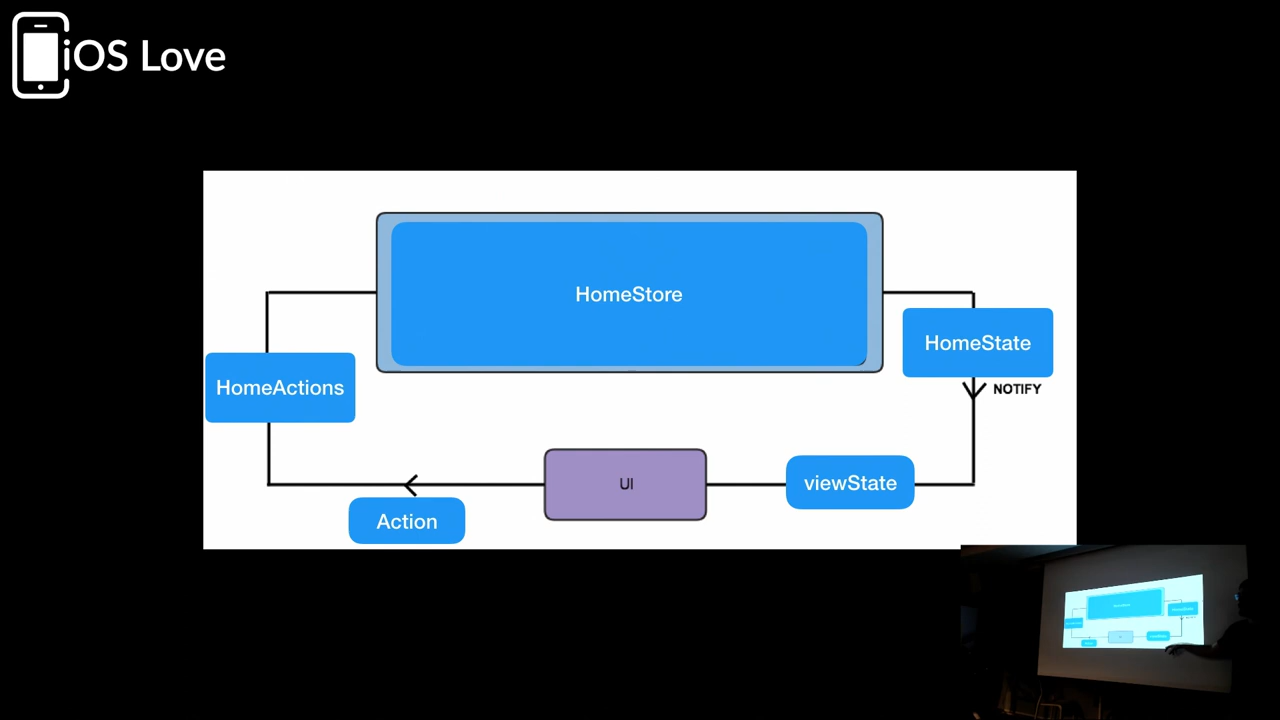 iOS Love
HomeStore
HomeState
HomeActions
NOTIFY
UI
viewState
Action